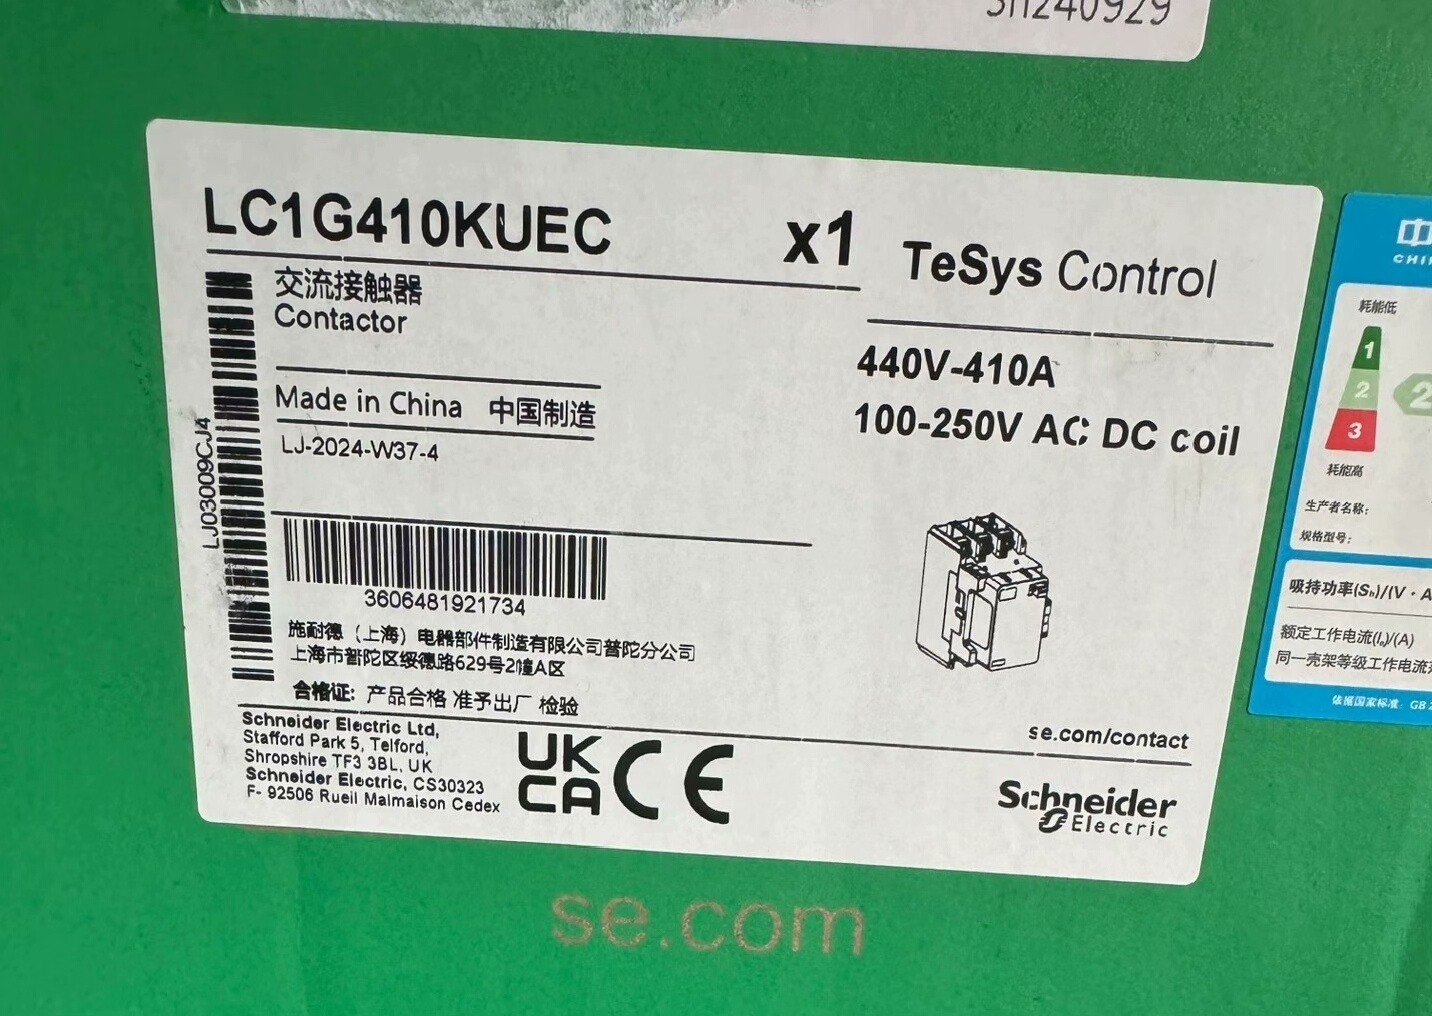 SH240929
LC1G410KUEC x1
交流接触器
Contactor
Made in China 中国制造
LJ-2024-W37-4
LJ03009CJ4
3606481921734
施耐德（上海）电器部件制造有限公司普陀分公司
上海市普陀区绥德路629号2幢A区
合格证: 产品合格 准予出厂 检验
Schneider Electric Ltd,
Stafford Park 5, Telford,
Shropshire TF3 3BL, UK
Schneider Electric, CS30323
F- 92506 Rueil Malmaison Cedex
UK
CA CE
TeSys Control
440V-410A
100-250V AC DC coil
se.com/contact
Schneider
Electric
se.com
中
耗能低
1
2
2
3
耗能高
生产者名称:
规格型号:
吸持功率(Sₕ)/(V·A
额定工作电流(Iₑ)/(A)
同一壳架等级工作电流
依据国家标准: GB 2